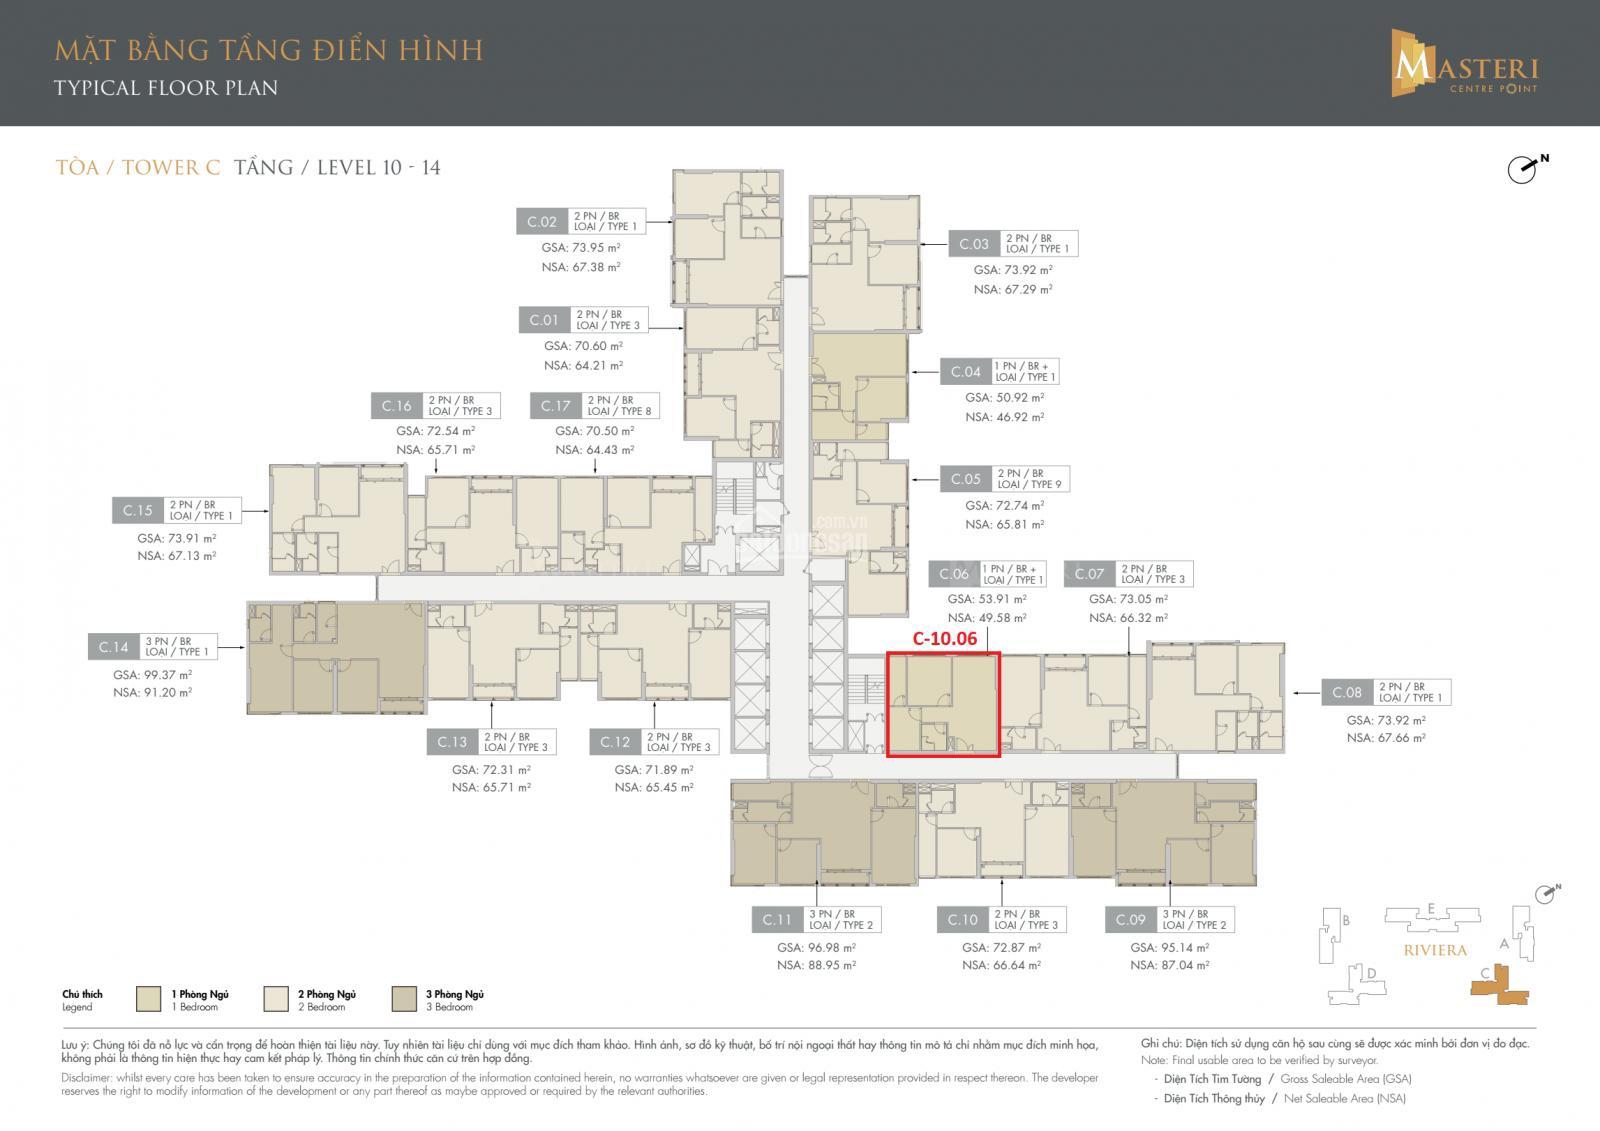 MẶT BẰNG TẦNG ĐIỂN HÌNH
TYPICAL FLOOR PLAN
MASTERI
CENTRE POINT
TÒA / TOWER C TẦNG / LEVEL 10 - 14
N
C.02 2 PN / BR
LOẠI / TYPE 1
GSA: 73.95 m²
NSA: 67.38 m²
C.03 2 PN / BR
LOẠI / TYPE 1
GSA: 73.92 m²
NSA: 67.29 m²
C.01 2 PN / BR
LOẠI / TYPE 3
GSA: 70.60 m²
NSA: 64.21 m²
C.04 1 PN / BR +
LOẠI / TYPE 1
GSA: 50.92 m²
NSA: 46.92 m²
C.16 2 PN / BR
LOẠI / TYPE 3
GSA: 72.54 m²
NSA: 65.71 m²
C.17 2 PN / BR
LOẠI / TYPE 8
GSA: 70.50 m²
NSA: 64.43 m²
C.05 2 PN / BR
LOẠI / TYPE 9
GSA: 72.74 m²
NSA: 65.81 m²
C.15 2 PN / BR
LOẠI / TYPE 1
GSA: 73.91 m²
NSA: 67.13 m²
.com.vn
C.06 1 PN / BR +
LOẠI / TYPE 1
GSA: 53.91 m²
NSA: 49.58 m²
C.07 2 PN / BR
LOẠI / TYPE 3
GSA: 73.05 m²
NSA: 66.32 m²
C-10.06
C.14 3 PN / BR
LOẠI / TYPE 1
GSA: 99.37 m²
NSA: 91.20 m²
C.08 2 PN / BR
LOẠI / TYPE 1
GSA: 73.92 m²
NSA: 67.66 m²
C.13 2 PN / BR
LOẠI / TYPE 3
GSA: 72.31 m²
NSA: 65.71 m²
C.12 2 PN / BR
LOẠI / TYPE 3
GSA: 71.89 m²
NSA: 65.45 m²
C.11 3 PN / BR
LOẠI / TYPE 2
GSA: 96.98 m²
NSA: 88.95 m²
C.10 2 PN / BR
LOẠI / TYPE 3
GSA: 72.87 m²
NSA: 66.64 m²
C.09 3 PN / BR
LOẠI / TYPE 2
GSA: 95.14 m²
NSA: 87.04 m²
N
B
E
A
RIVIERA
D
C
Chú thích
Legend
1 Phòng Ngủ
1 Bedroom
2 Phòng Ngủ
2 Bedroom
3 Phòng Ngủ
3 Bedroom
Lưu ý: Chúng tôi đã nỗ lực và cẩn trọng để hoàn thiện tài liệu này. Tuy nhiên tài liệu chỉ dùng với mục đích tham khảo. Hình ảnh, sơ đồ kỹ thuật, bố trí nội ngoại thất hay thông tin mô tả chỉ nhằm mục đích minh họa,
không phải là thông tin hiện thực hay cam kết pháp lý. Thông tin chính thức căn cứ trên hợp đồng.
Disclaimer: whilst every care has been taken to ensure accuracy in the preparation of the information contained herein, no warranties whatsoever are given or legal representation provided in respect thereon. The developer
reserves the right to modify information of the development or any part thereof as maybe approved or required by the relevant authorities.
Ghi chú: Diện tích sử dụng căn hộ sau cùng sẽ được xác minh bởi đơn vị đo đạc.
Note: Final usable area to be verified by surveyor.
- Diện Tích Tim Tường / Gross Saleable Area (GSA)
- Diện Tích Thông thủy / Net Saleable Area (NSA)